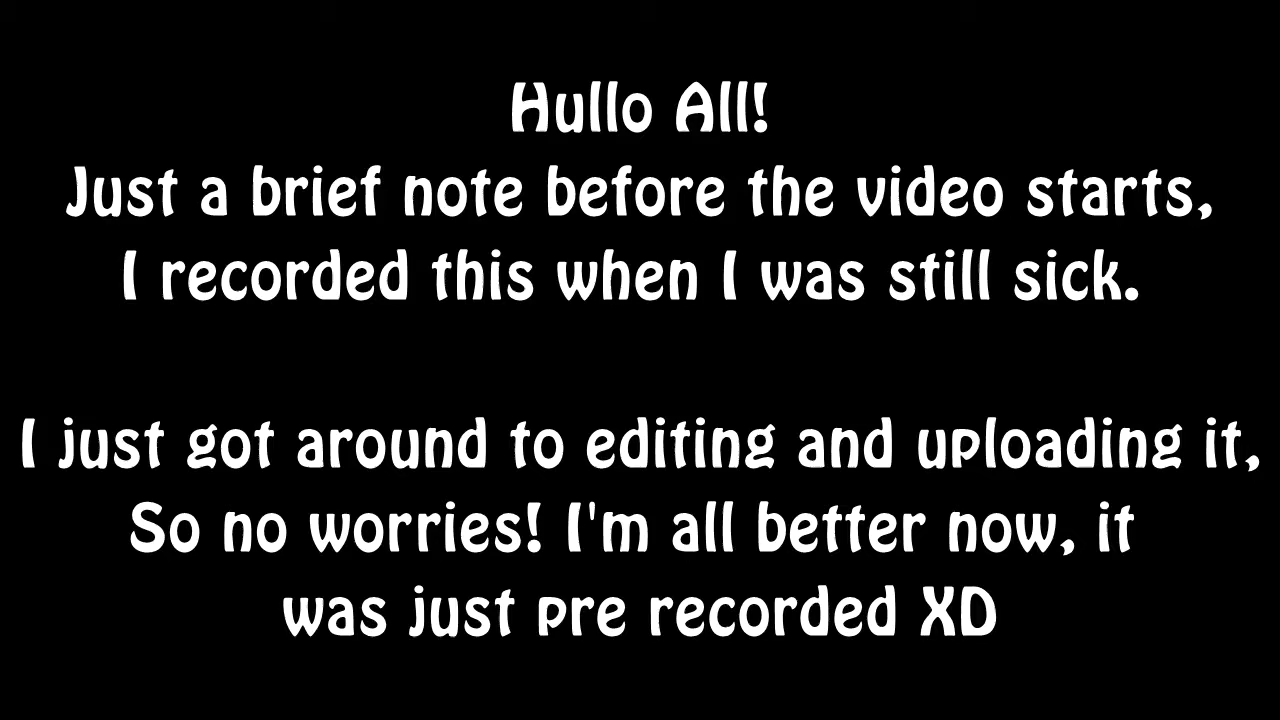 Hullo All!
Just a brief note before the video starts,
I recorded this when I was still sick.
I just got around to editing and uploading it,
So no worries! I'm all better now, it
was just pre recorded XD